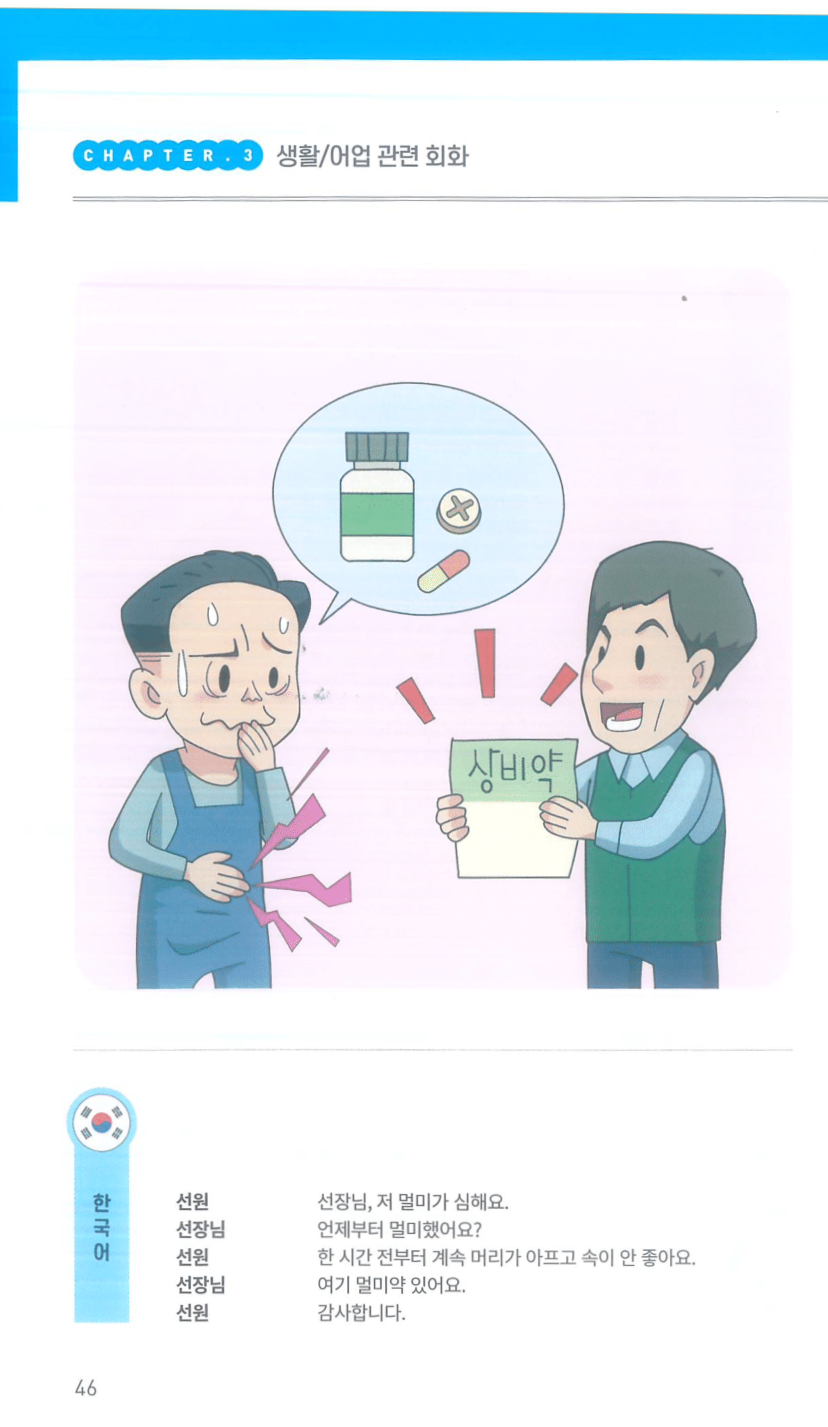 CHAPTER.3 생활/어업 관련 회화
상비약
한국어
선원 선장님, 저 멀미가 심해요.
선장님 언제부터 멀미했어요?
선원 한 시간 전부터 계속 머리가 아프고 속이 안 좋아요.
선장님 여기 멀미약 있어요.
선원 감사합니다.
46